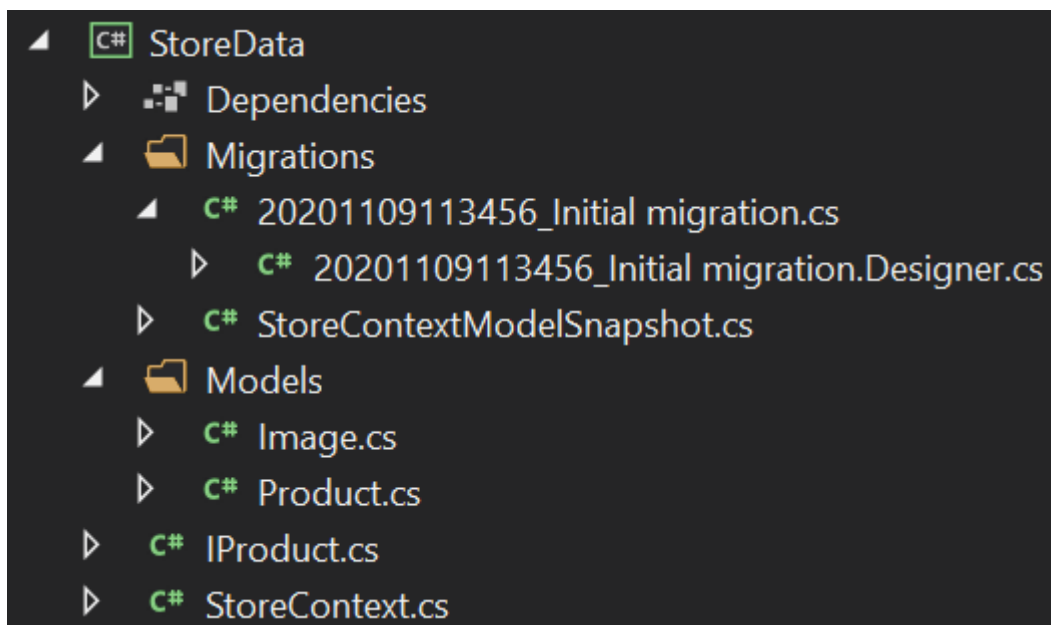 C# StoreData
Dependencies
Migrations
C# 20201109113456_Initial migration.cs
C# 20201109113456_Initial migration.Designer.cs
C# StoreContextModelSnapshot.cs
Models
C# Image.cs
C# Product.cs
C# IProduct.cs
C# StoreContext.cs